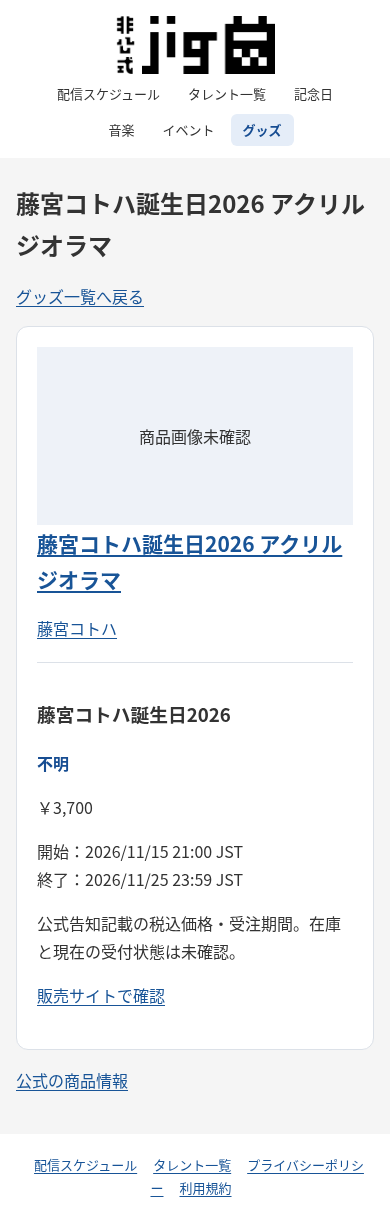 非公式 jig
配信スケジュール タレント一覧 記念日
音楽 イベント グッズ
藤宮コトハ誕生日2026 アクリル
ジオラマ
グッズ一覧へ戻る
商品画像未確認
藤宮コトハ誕生日2026 アクリル
ジオラマ
藤宮コトハ
藤宮コトハ誕生日2026
不明
￥3,700
開始：2026/11/15 21:00 JST
終了：2026/11/25 23:59 JST
公式告知記載の税込価格・受注期間。在庫
と現在の受付状態は未確認。
販売サイトで確認
公式の商品情報
配信スケジュール タレント一覧 プライバシーポリシ
ー 利用規約